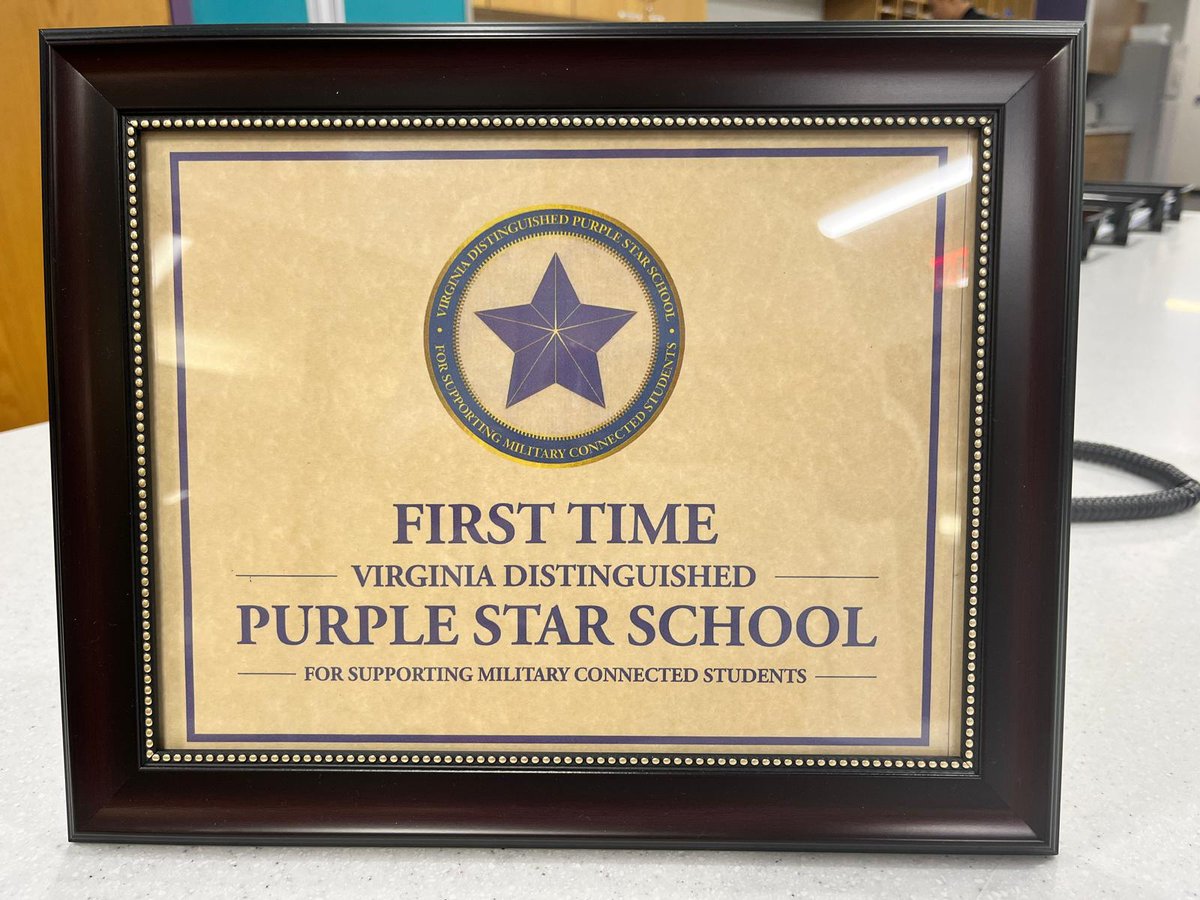 VIRGINIA DISTINGUISHED PURPLE STAR SCHOOL
FOR SUPPORTING MILITARY CONNECTED STUDENTS
FIRST TIME
VIRGINIA DISTINGUISHED
PURPLE STAR SCHOOL
FOR SUPPORTING MILITARY CONNECTED STUDENTS